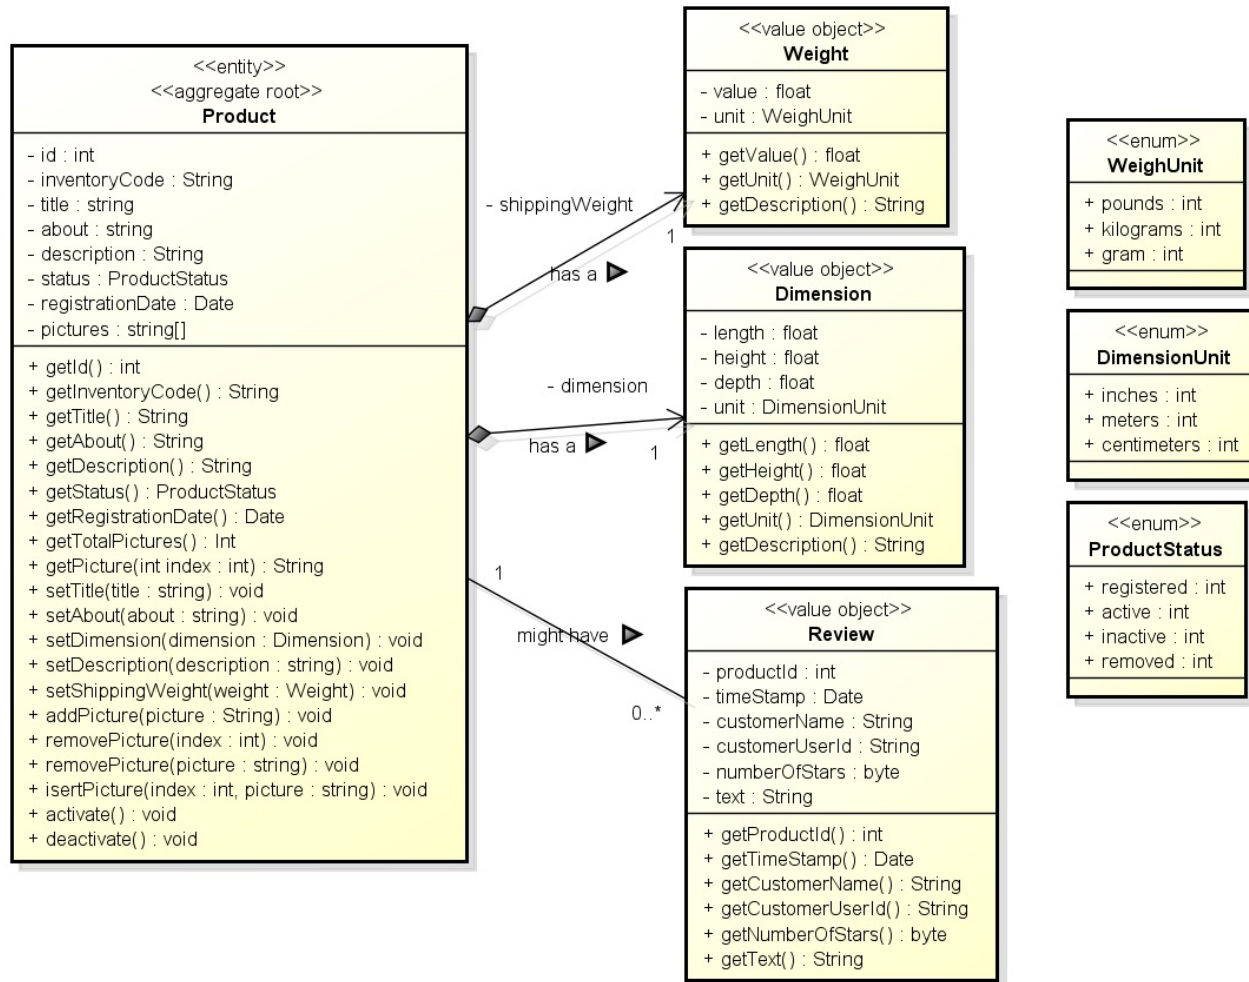 <<entity>>
<<aggregate root>>
Product
- id : int
- inventoryCode : String
- title : string
- about : string
- description : String
- status : ProductStatus
- registrationDate : Date
- pictures : string[]
+ getId() : int
+ getInventoryCode() : String
+ getTitle() : String
+ getAbout() : String
+ getDescription() : String
+ getStatus() : ProductStatus
+ getRegistrationDate() : Date
+ getTotalPictures() : Int
+ getPicture(int index : int) : String
+ setTitle(title : string) : void
+ setAbout(about : string) : void
+ setDimension(dimension : Dimension) : void
+ setDescription(description : string) : void
+ setShippingWeight(weight : Weight) : void
+ addPicture(picture : String) : void
+ removePicture(index : int) : void
+ removePicture(picture : string) : void
+ isertPicture(index : int, picture : string) : void
+ activate() : void
+ deactivate() : void
- shippingWeight
1
has a
- dimension
has a
1
1
might have
0..*
<<value object>>
Weight
- value : float
- unit : WeighUnit
+ getValue() : float
+ getUnit() : WeighUnit
+ getDescription() : String
<<value object>>
Dimension
- length : float
- height : float
- depth : float
- unit : DimensionUnit
+ getLength() : float
+ getHeight() : float
+ getDepth() : float
+ getUnit() : DimensionUnit
+ getDescription() : String
<<value object>>
Review
- productId : int
- timeStamp : Date
- customerName : String
- customerUserId : String
- numberOfStars : byte
- text : String
+ getProductId() : int
+ getTimeStamp() : Date
+ getCustomerName() : String
+ getCustomerUserId() : String
+ getNumberOfStars() : byte
+ getText() : String
<<enum>>
WeighUnit
+ pounds : int
+ kilograms : int
+ gram : int
<<enum>>
DimensionUnit
+ inches : int
+ meters : int
+ centimeters : int
<<enum>>
ProductStatus
+ registered : int
+ active : int
+ inactive : int
+ removed : int